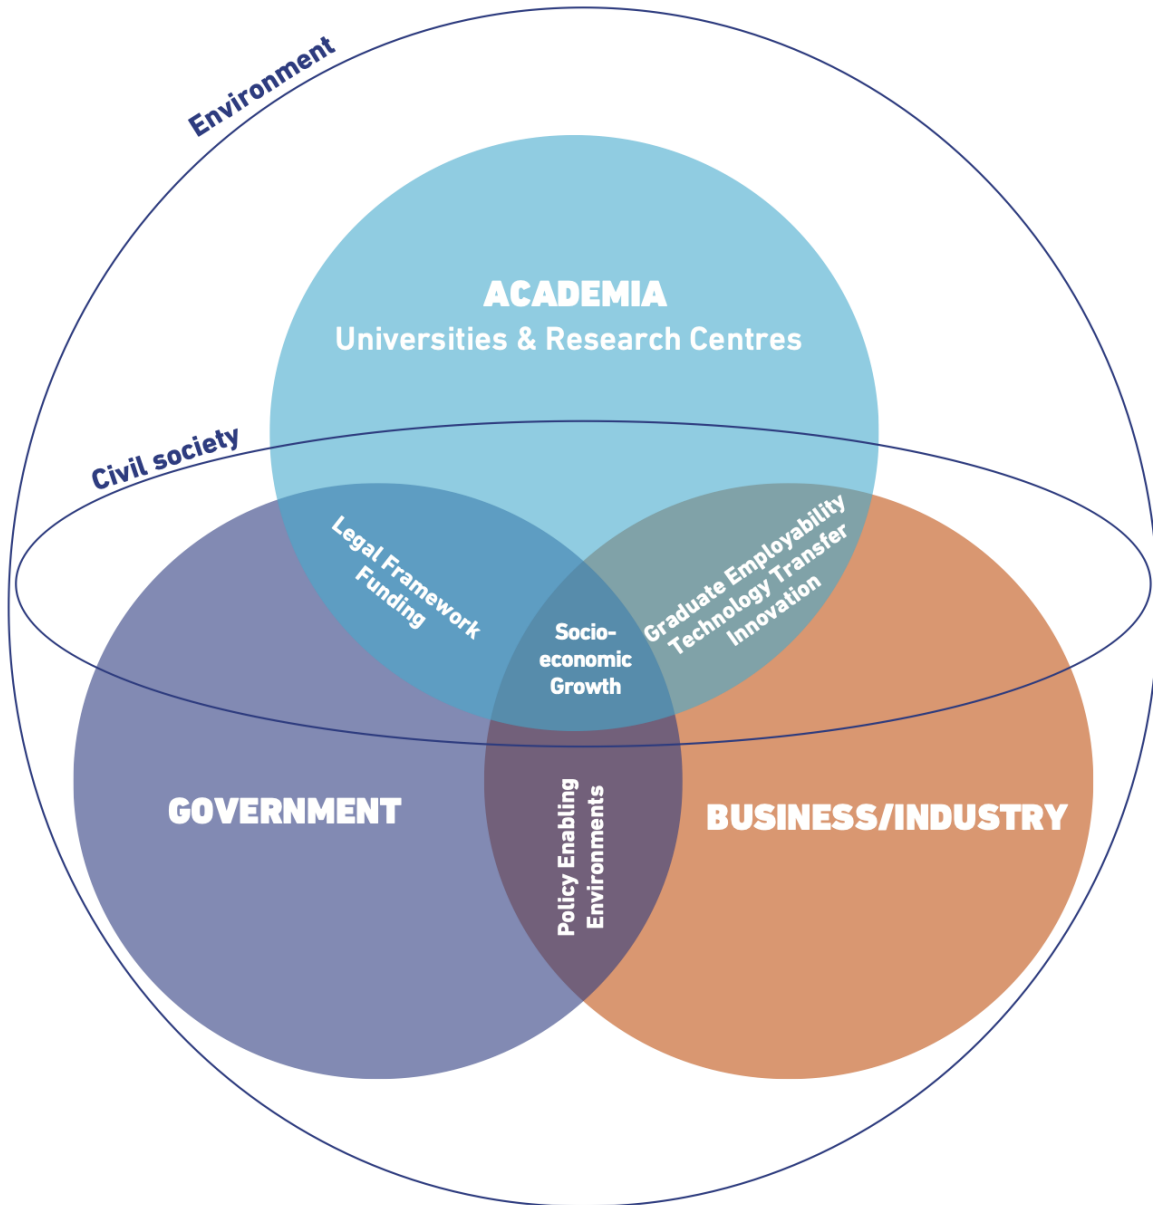 Environment
ACADEMIA
Universities & Research Centres
Civil society
Legal Framework
Funding
Graduate Employability
Technology Transfer
Innovation
Socio-
economic
Growth
GOVERNMENT
BUSINESS/INDUSTRY
Policy Enabling
Environments